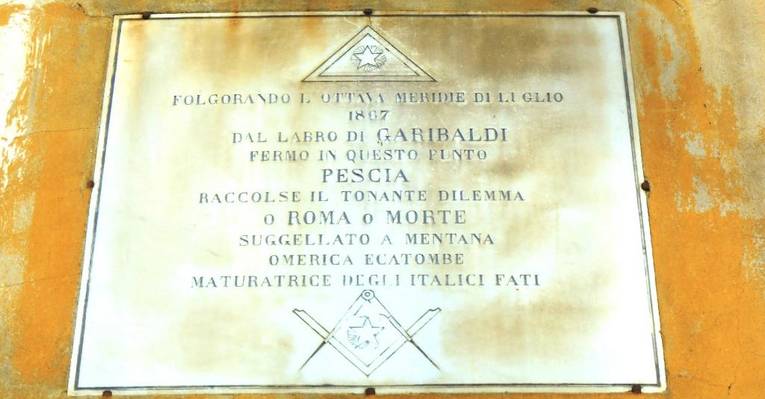 FOLGORANDO L'OTTAVA MERIDIE DI LUGLIO
1867
DAL LABRO DI GARIBALDI
FERMO IN QUESTO PUNTO
PESCIA
RACCOLSE IL TONANTE DILEMMA
O ROMA O MORTE
SUGGELLATO A MENTANA
OMERICA ECATOMBE
MATURATRICE DEGLI ITALICI FATI